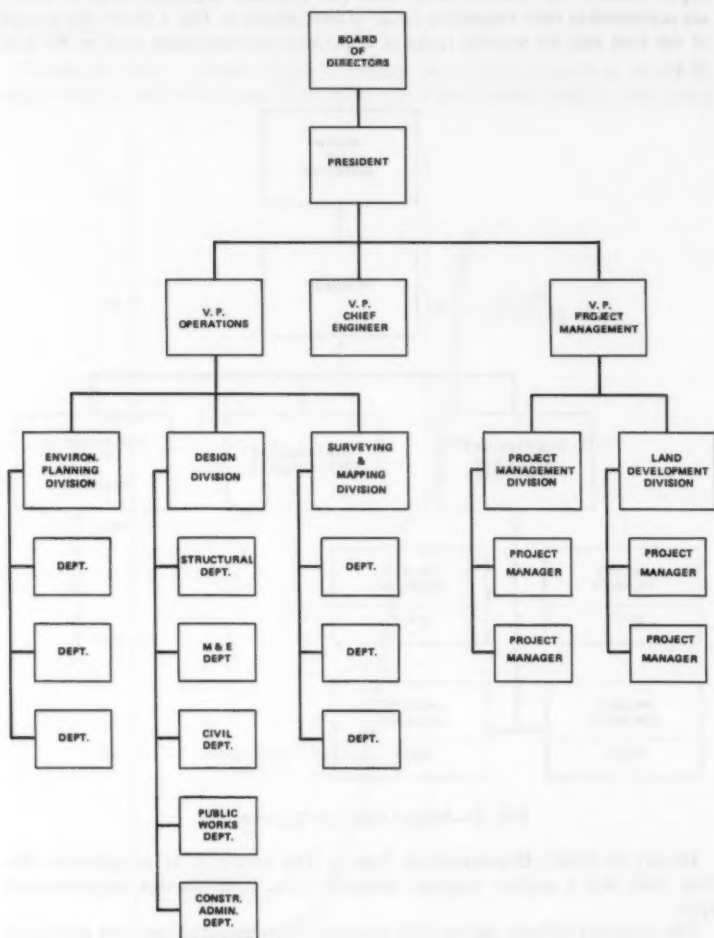 BOARD
OF
DIRECTORS
PRESIDENT
V. P.
OPERATIONS
V. P.
CHIEF
ENGINEER
V. P.
PROJECT
MANAGEMENT
ENVIRON.
PLANNING
DIVISION
DESIGN
DIVISION
SURVEYING
&
MAPPING
DIVISION
PROJECT
MANAGEMENT
DIVISION
LAND
DEVELOPMENT
DIVISION
DEPT.
STRUCTURAL
DEPT.
DEPT.
PROJECT
MANAGER
PROJECT
MANAGER
DEPT.
M & E
DEPT
DEPT.
PROJECT
MANAGER
PROJECT
MANAGER
DEPT.
CIVIL
DEPT.
DEPT.
PUBLIC
WORKS
DEPT.
CONSTR.
ADMIN.
DEPT.